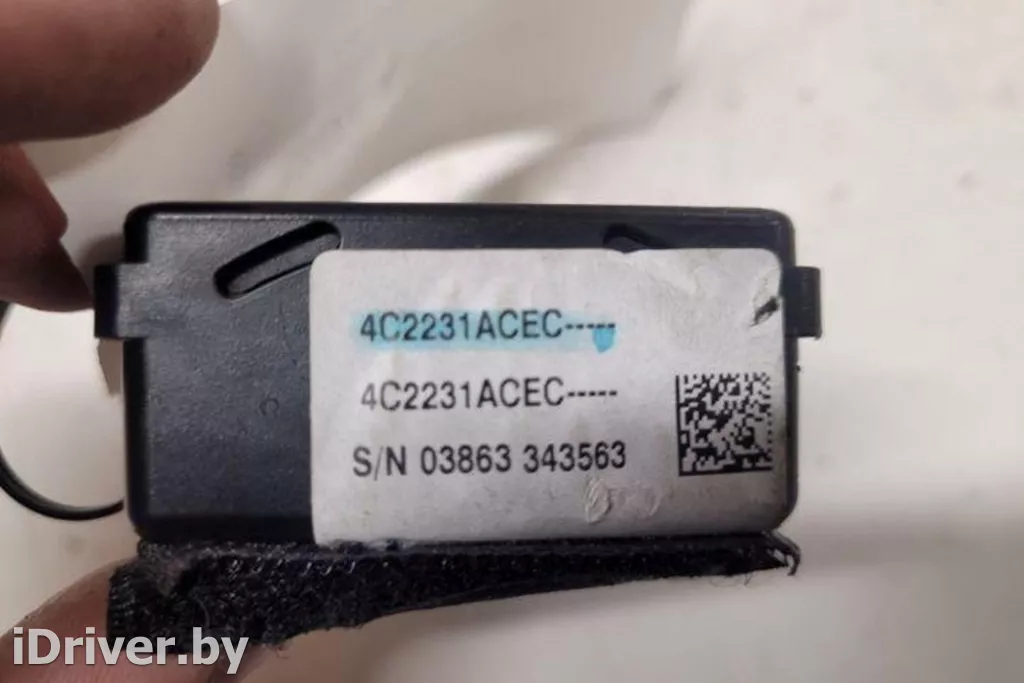 4C2231ACEC-----
4C2231ACEC-----
S/N 03863 343563
iDriver.by